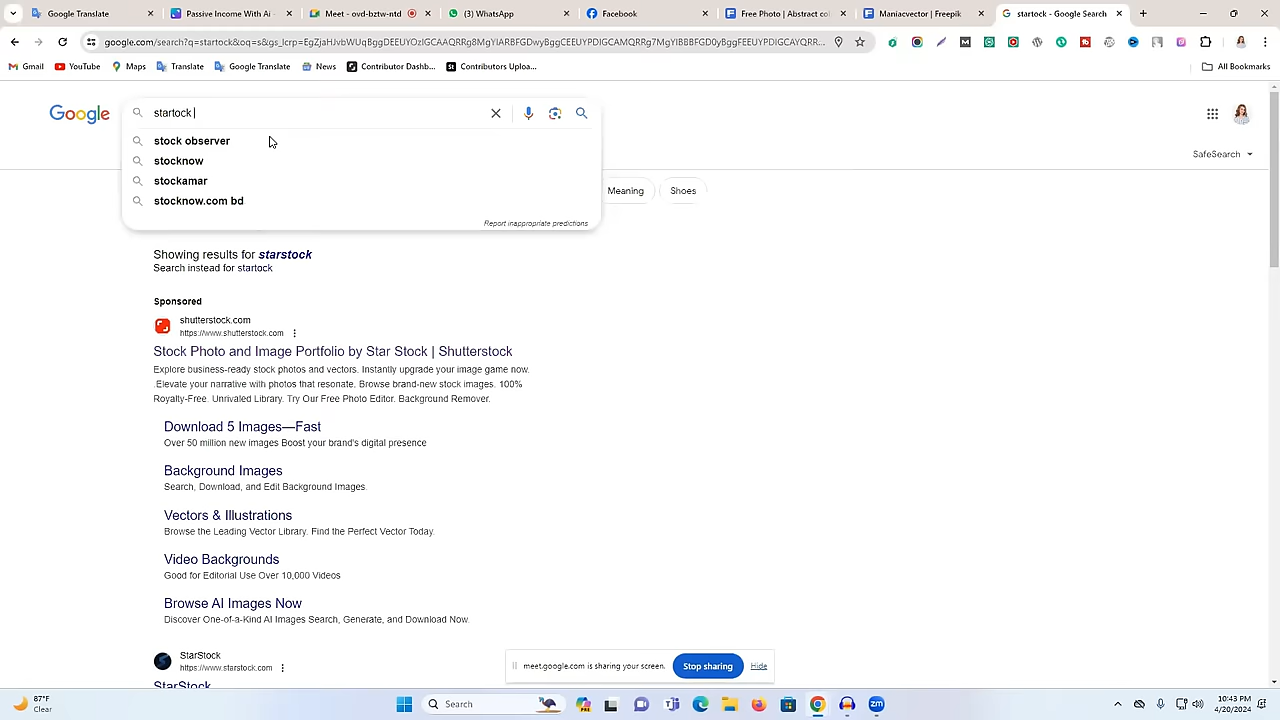 Google Translate
Passive Income With Ai -
Meet - ovd-bztw-ntd
(3) WhatsApp
Facebook
Free Photo | Abstract co
Maniacvector | Freepik
startock - Google Search
google.com/search?q=startock&oq=s&gs_lcrp=EgZjaHJvbWUqBggDEEUYOzIGCAAQRRg8MgYIARBFGDwyBggCEEUYPDIGCAMQRRg7MgYIBBBFGD0yBggFEEUYPDIGCAYQRR...
Gmail
YouTube
Maps
Translate
Google Translate
News
Contributor Dashb...
Contributors Uploa...
All Bookmarks
Google
startock
stock observer
stocknow
stockamar
stocknow.com bd
Report inappropriate predictions
SafeSearch
Meaning
Shoes
Showing results for starstock
Search instead for startock
Sponsored
shutterstock.com
https://www.shutterstock.com
Stock Photo and Image Portfolio by Star Stock | Shutterstock
Explore business-ready stock photos and vectors. Instantly upgrade your image game now.
.Elevate your narrative with photos that resonate. Browse brand-new stock images. 100%
Royalty-Free. Unrivaled Library. Try Our Free Photo Editor. Background Remover.
Download 5 Images—Fast
Over 50 million new images Boost your brand's digital presence
Background Images
Search, Download, and Edit Background Images.
Vectors & Illustrations
Browse the Leading Vector Library. Find the Perfect Vector Today.
Video Backgrounds
Good for Editorial Use Over 10,000 Videos
Browse AI Images Now
Discover One-of-a-Kind AI Images Search, Generate, and Download Now.
StarStock
https://www.starstock.com
StarStock
meet.google.com is sharing your screen.
Stop sharing
Hide
87°F
Clear
Search
10:43 PM
4/20/2024